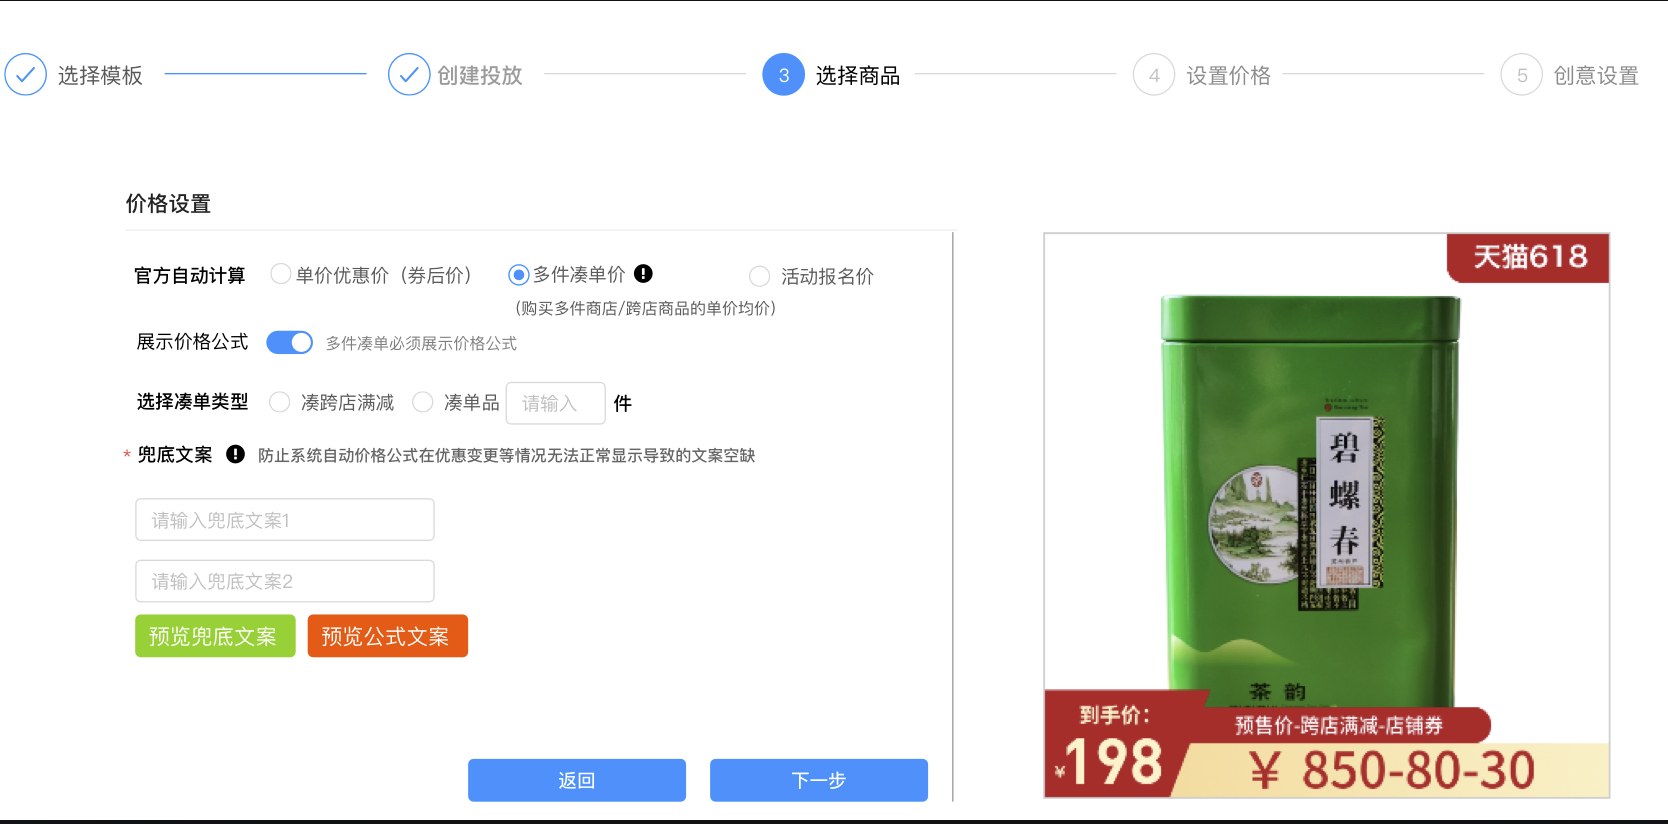 选择模板
创建投放
3 选择商品
4 设置价格
5 创意设置
价格设置
官方自动计算 单价优惠价（券后价） 多件凑单价 活动报名价
(购买多件商店/跨店商品的单价均价)
展示价格公式 多件凑单必须展示价格公式
选择凑单类型 凑跨店满减 凑单品 请输入 件
* 兜底文案 防止系统自动价格公式在优惠变更等情况无法正常显示导致的文案空缺
请输入兜底文案1
请输入兜底文案2
预览兜底文案 预览公式文案
返回 下一步
天猫618
碧螺春
茶韵
到手价：
¥198
预售价-跨店满减-店铺券
¥ 850-80-30